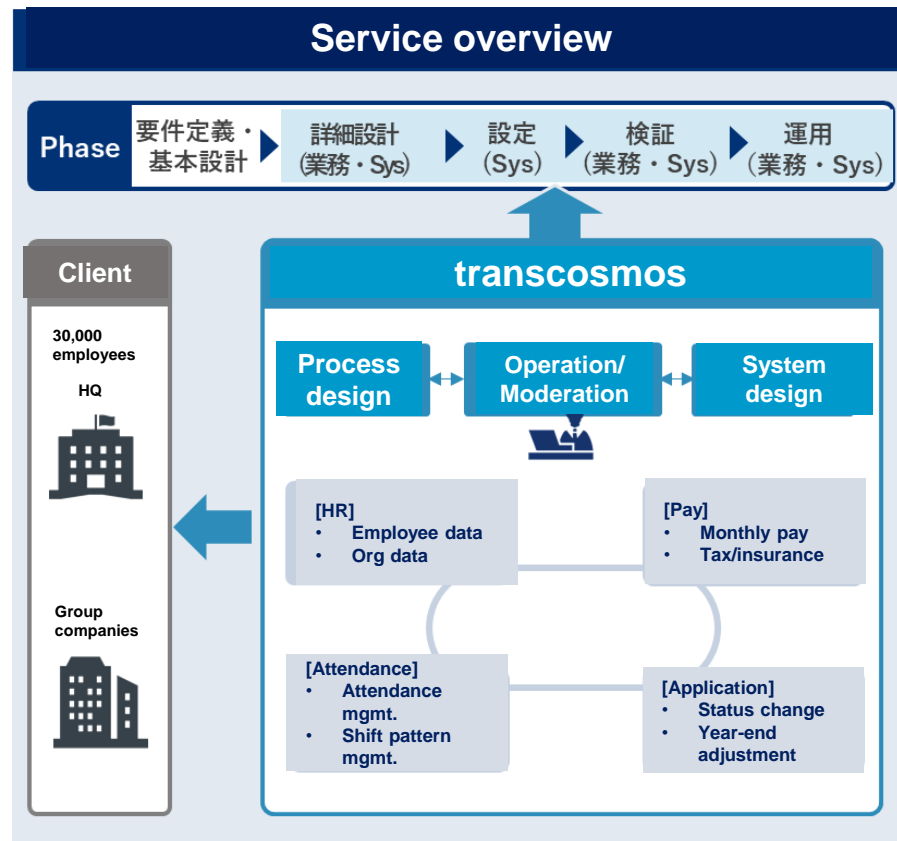 Service overview
Phase
要件定義・
基本設計
詳細設計
(業務・Sys)
設定
(Sys)
検証
(業務・Sys)
運用
(業務・Sys)
Client
30,000
employees
HQ
Group
companies
transcosmos
Process
design
Operation/
Moderation
System
design
[HR]
• Employee data
• Org data
[Pay]
• Monthly pay
• Tax/insurance
[Attendance]
• Attendance
mgmt.
• Shift pattern
mgmt.
[Application]
• Status change
• Year-end
adjustment